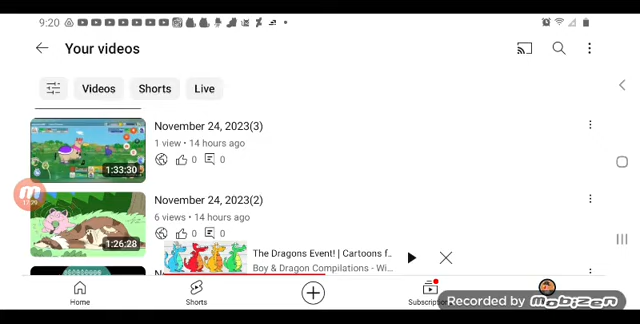 9:20
Your videos
Videos
Shorts
Live
November 24, 2023(3)
1 view • 14 hours ago
0
0
1:33:30
17:29
November 24, 2023(2)
6 views • 14 hours ago
0
0
1:26:28
The Dragons Event! | Cartoons f...
Boy & Dragon Compilations - Wi...
Home
Shorts
Subscription
Recorded by Mobizen